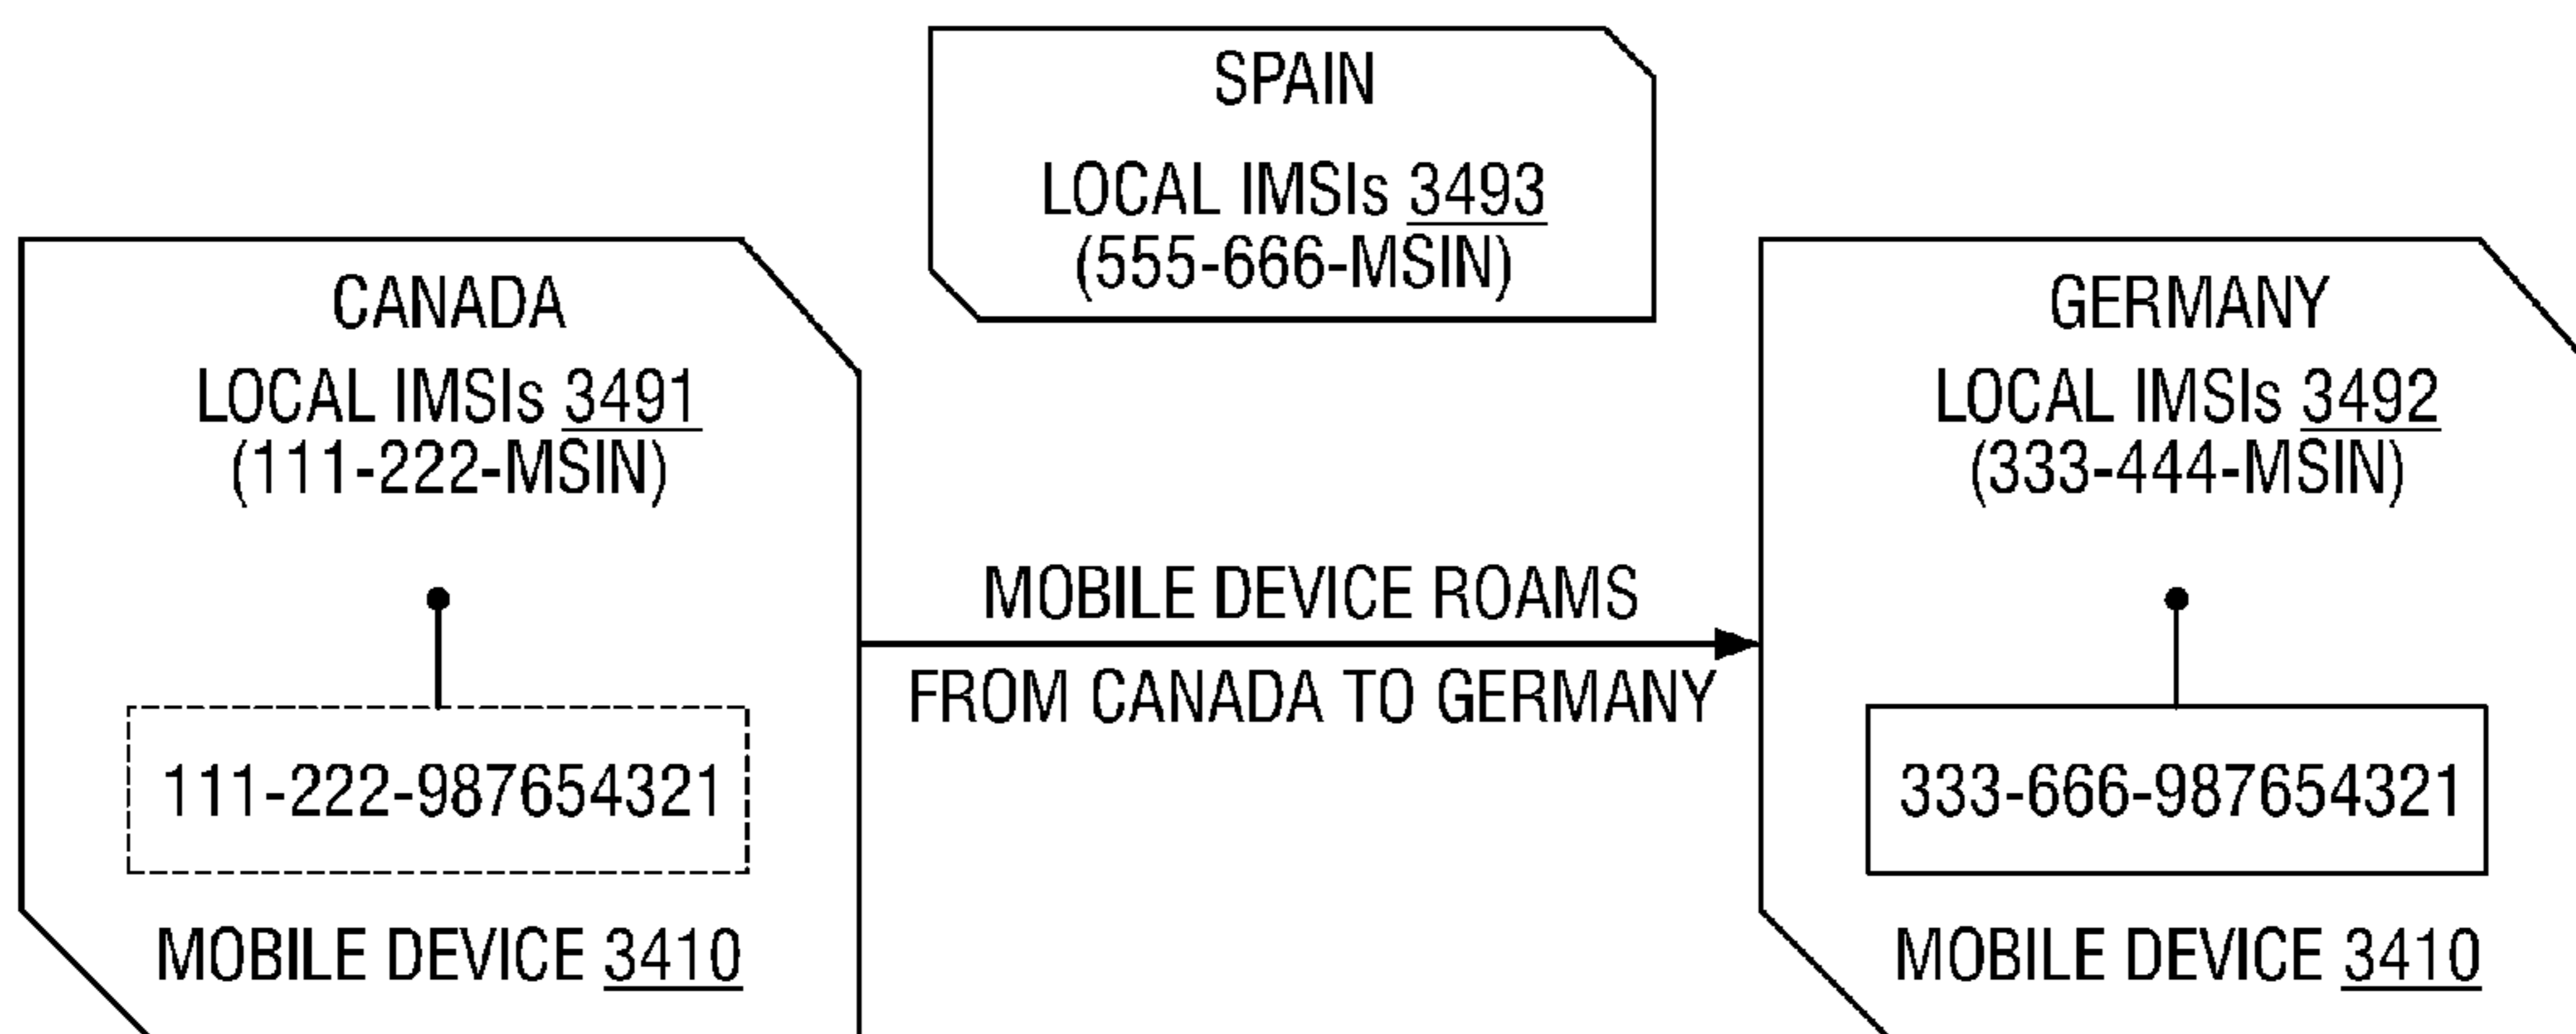 SPAIN
LOCAL IMSIs 3493
(555-666-MSIN)
CANADA
LOCAL IMSIs 3491
(111-222-MSIN)
111-222-987654321
MOBILE DEVICE 3410
MOBILE DEVICE ROAMS
FROM CANADA TO GERMANY
GERMANY
LOCAL IMSIs 3492
(333-444-MSIN)
333-666-987654321
MOBILE DEVICE 3410